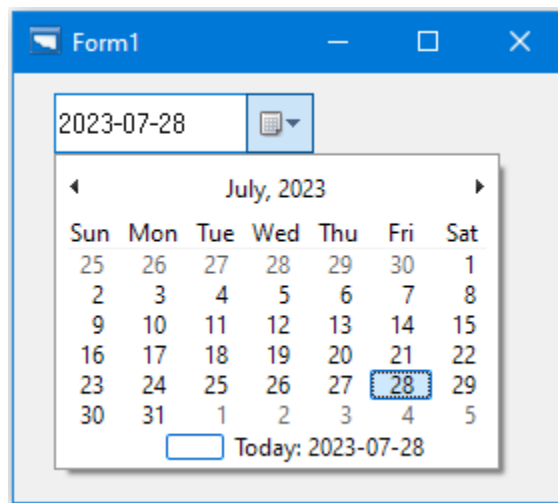 Form1
2023-07-28
July, 2023
Sun Mon Tue Wed Thu Fri Sat
25 26 27 28 29 30 1
2 3 4 5 6 7 8
9 10 11 12 13 14 15
16 17 18 19 20 21 22
23 24 25 26 27 28 29
30 31 1 2 3 4 5
Today: 2023-07-28